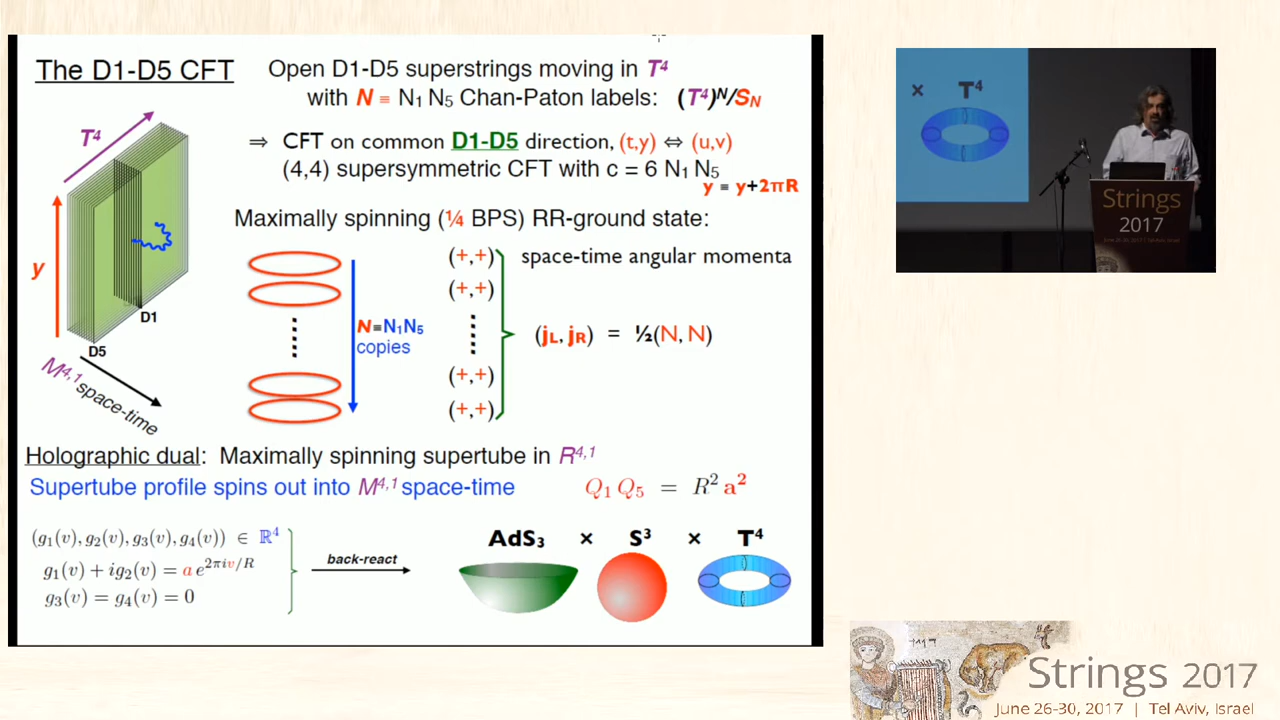 The D1-D5 CFT
Open D1-D5 superstrings moving in T⁴
with N ≡ N₁ N₅ Chan-Paton labels: (T⁴)ᴺ/S_N
⇒ CFT on common D1-D5 direction, (t,y) ⇔ (u,v)
(4,4) supersymmetric CFT with c = 6 N₁ N₅
y ≡ y+2πR
T⁴
y
D1
D5
M⁴,¹ space-time
Maximally spinning (¼ BPS) RR-ground state:
(+,+) space-time angular momenta
(+,+)
N≡N₁N₅
copies
(j_L, j_R) = ½(N, N)
(+,+)
(+,+)
Holographic dual: Maximally spinning supertube in R⁴,¹
Supertube profile spins out into M⁴,¹ space-time
Q₁ Q₅ = R² a²
(g₁(v), g₂(v), g₃(v), g₄(v)) ∈ ℝ⁴
g₁(v) + ig₂(v) = a e^{2πiv/R}
g₃(v) = g₄(v) = 0
back-react
AdS₃ × S³ × T⁴
× T⁴
Strings
2017
Strings 2017
June 26-30, 2017 | Tel Aviv, Israel